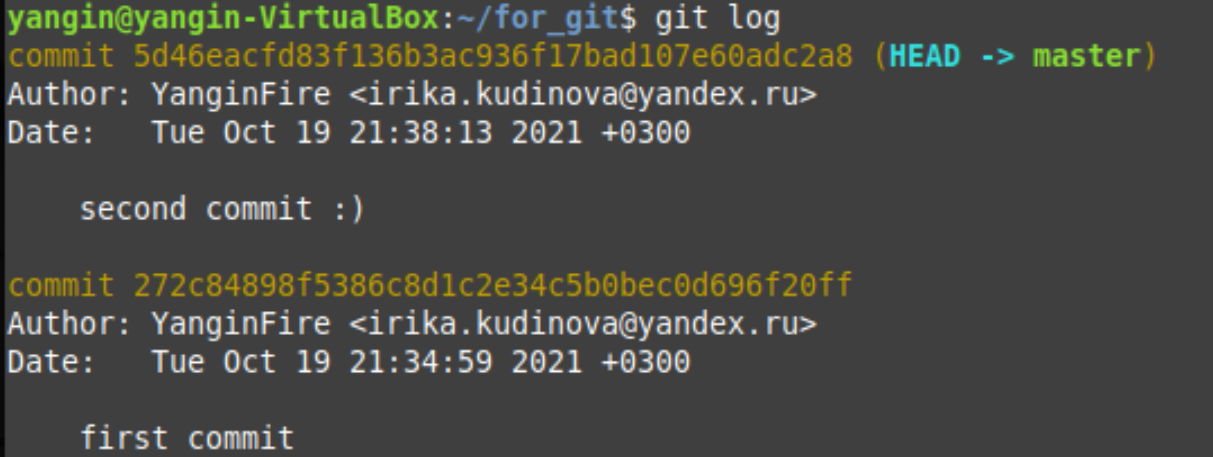 yangin@yangin-VirtualBox:~/for_git$ git log
commit 5d46eacfd83f136b3ac936f17bad107e60adc2a8 (HEAD -> master)
Author: YanginFire <irika.kudinova@yandex.ru>
Date:   Tue Oct 19 21:38:13 2021 +0300
second commit :)
commit 272c84898f5386c8d1c2e34c5b0bec0d696f20ff
Author: YanginFire <irika.kudinova@yandex.ru>
Date:   Tue Oct 19 21:34:59 2021 +0300
first commit